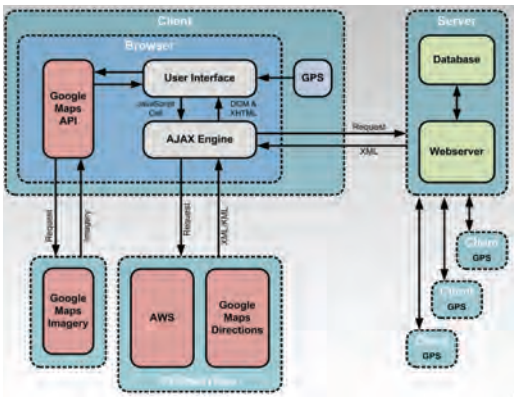 Client
Server
Browser
Google
Maps
API
User Interface
GPS
Database
JavaScript
Call
DOM &
XHTML
AJAX Engine
Request
XML
Webserver
Request
Imagery
Request
XML/KML
Google
Maps
Imagery
AWS
Google
Maps
Directions
Client
GPS
Client
GPS
Client
GPS